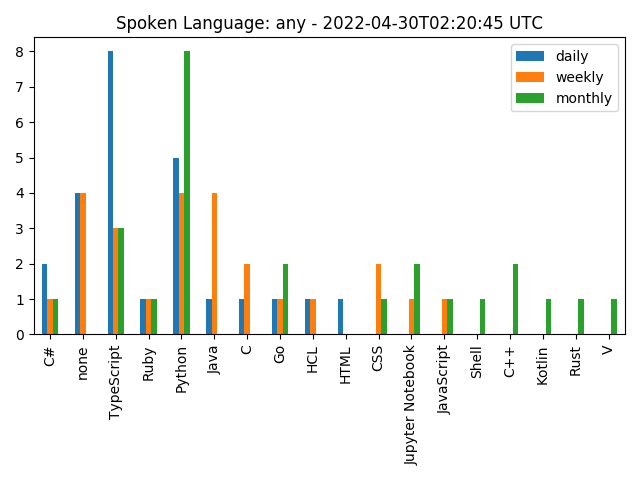 Spoken Language: any - 2022-04-30T02:20:45 UTC
daily
weekly
monthly
8
7
6
5
4
3
2
1
0
C#
none
TypeScript
Ruby
Python
Java
C
Go
HCL
HTML
CSS
Jupyter Notebook
JavaScript
Shell
C++
Kotlin
Rust
V